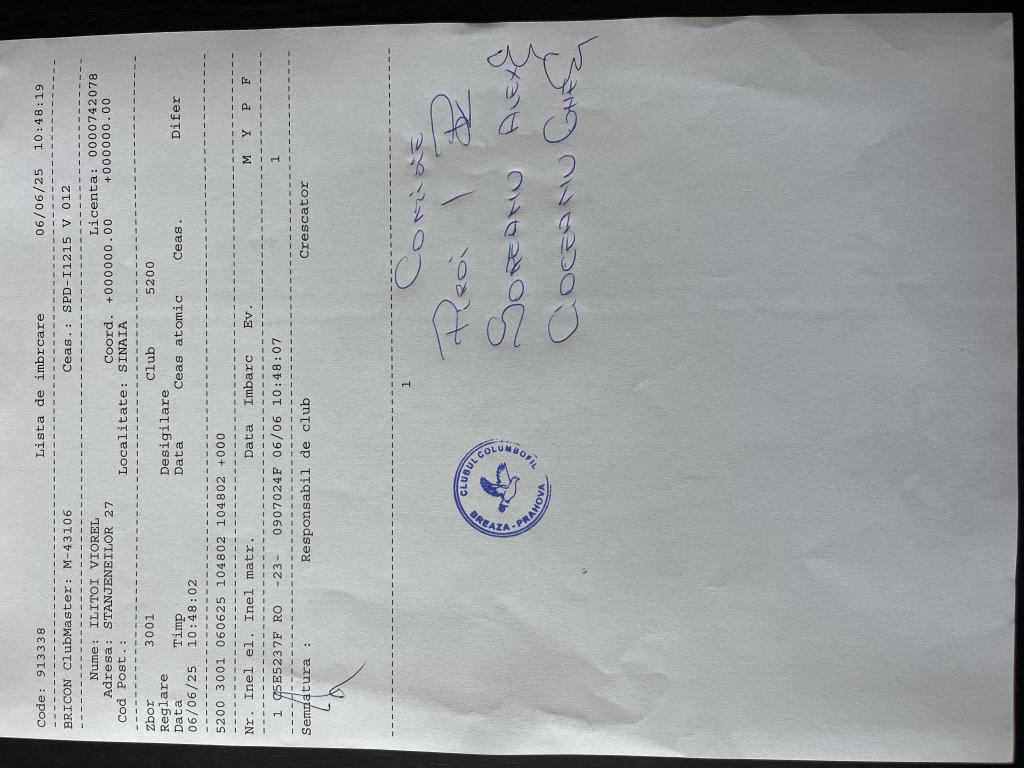 Code: 913338 Lista de imbrcare 06/06/25 10:48:19
BRICON ClubMaster: M-43106 Ceas.: SPD-I1215 V 012
Nume: ILITOI VIOREL Licenta: 0000742078
Adresa: STANJENEILOR 27 Coord. +000000.00 +000000.00
Cod Post.: Localitate: SINAIA
Zbor 3001 Club 5200
Reglare Desigilare
Data Timp Data Ceas atomic Ceas. Difer
06/06/25 10:48:02
5200 3001 060625 104802 104802 +000
Nr. Inel el. Inel matr. Data Imbarc Ev. M Y P F
1 C5E5237F RO -23- 0907024F 06/06 10:48:07 1
Semnatura : Responsabil de club Crescator
1
CLUBUL COLUMBOFIL
BREAZA - PRAHOVA
Comisie
SOREANU ALEXE
COCEANU